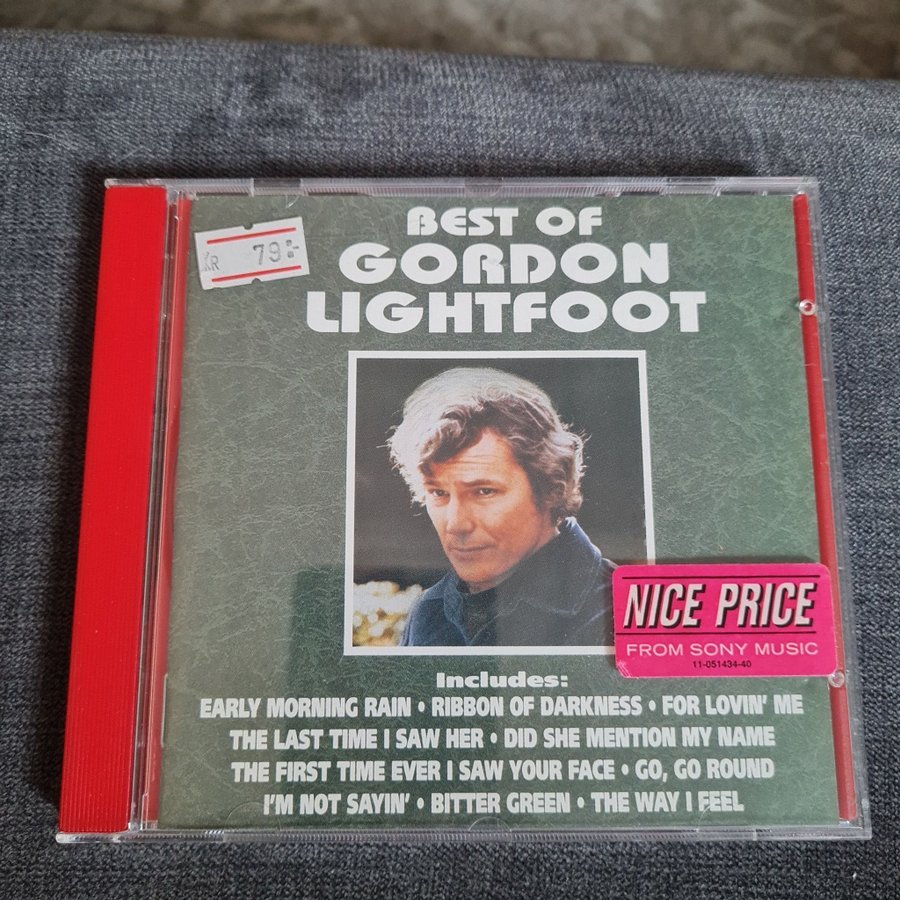 BEST OF
GORDON
LIGHTFOOT
KR 79:-
NICE PRICE
FROM SONY MUSIC
11-051434-40
Includes:
EARLY MORNING RAIN • RIBBON OF DARKNESS • FOR LOVIN' ME
THE LAST TIME I SAW HER • DID SHE MENTION MY NAME
THE FIRST TIME EVER I SAW YOUR FACE • GO, GO ROUND
I'M NOT SAYIN' • BITTER GREEN • THE WAY I FEEL